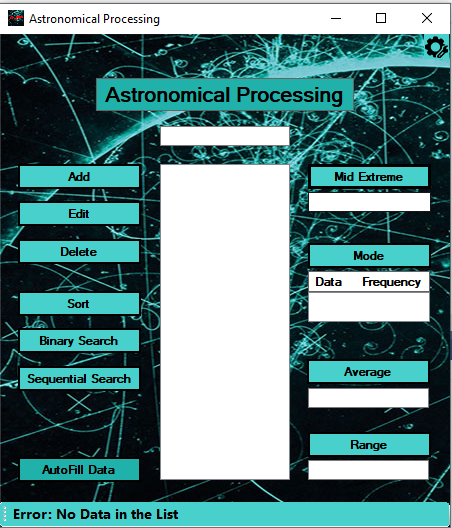 Astronomical Processing
Astronomical Processing
Add
Edit
Delete
Sort
Binary Search
Sequential Search
AutoFill Data
Mid Extreme
Mode
Data Frequency
Average
Range
Error: No Data in the List